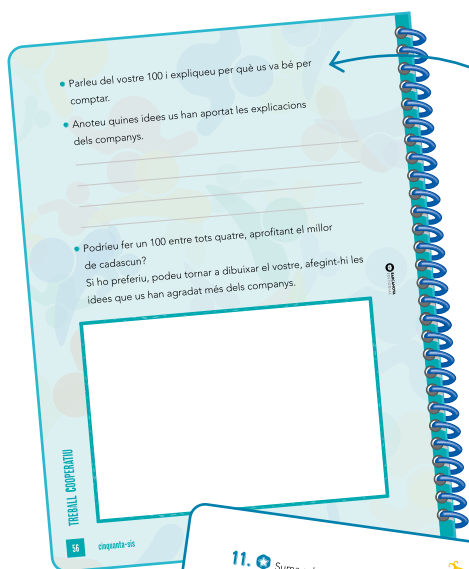 • Parleu del vostre 100 i expliqueu per què us va bé per
comptar.
• Anoteu quines idees us han aportat les explicacions
dels companys.
• Podríeu fer un 100 entre tots quatre, aprofitant el millor
de cadascun?
Si ho preferiu, podeu tornar a dibuixar el vostre, afegint-hi les
idees que us han agradat més dels companys.
TREBALL COOPERATIU
56 cinquanta-sis
11.